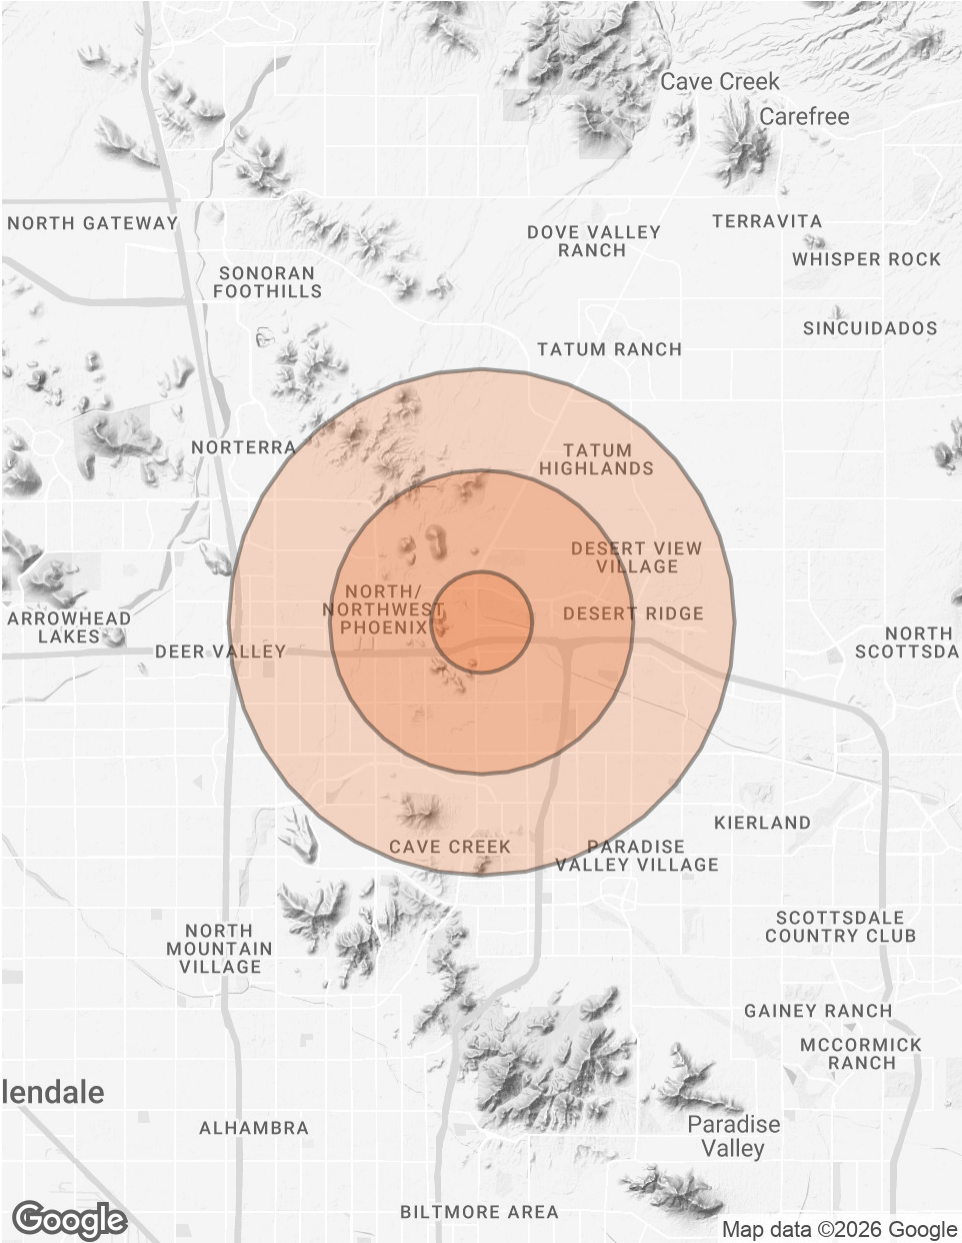 Cave Creek
Carefree
NORTH GATEWAY
TERRAVITA
DOVE VALLEY
RANCH
WHISPER ROCK
SONORAN
FOOTHILLS
SINCUIDADOS
TATUM RANCH
NORTERRA
TATUM
HIGHLANDS
DESERT VIEW
VILLAGE
NORTH/
NORTHWEST
PHOENIX
DESERT RIDGE
ARROWHEAD
LAKES
NORTH
SCOTTSDA
DEER VALLEY
KIERLAND
CAVE CREEK
PARADISE
VALLEY VILLAGE
SCOTTSDALE
COUNTRY CLUB
NORTH
MOUNTAIN
VILLAGE
GAINEY RANCH
MCCORMICK
RANCH
lendale
ALHAMBRA
Paradise
Valley
BILTMORE AREA
Google
Map data ©2026 Google